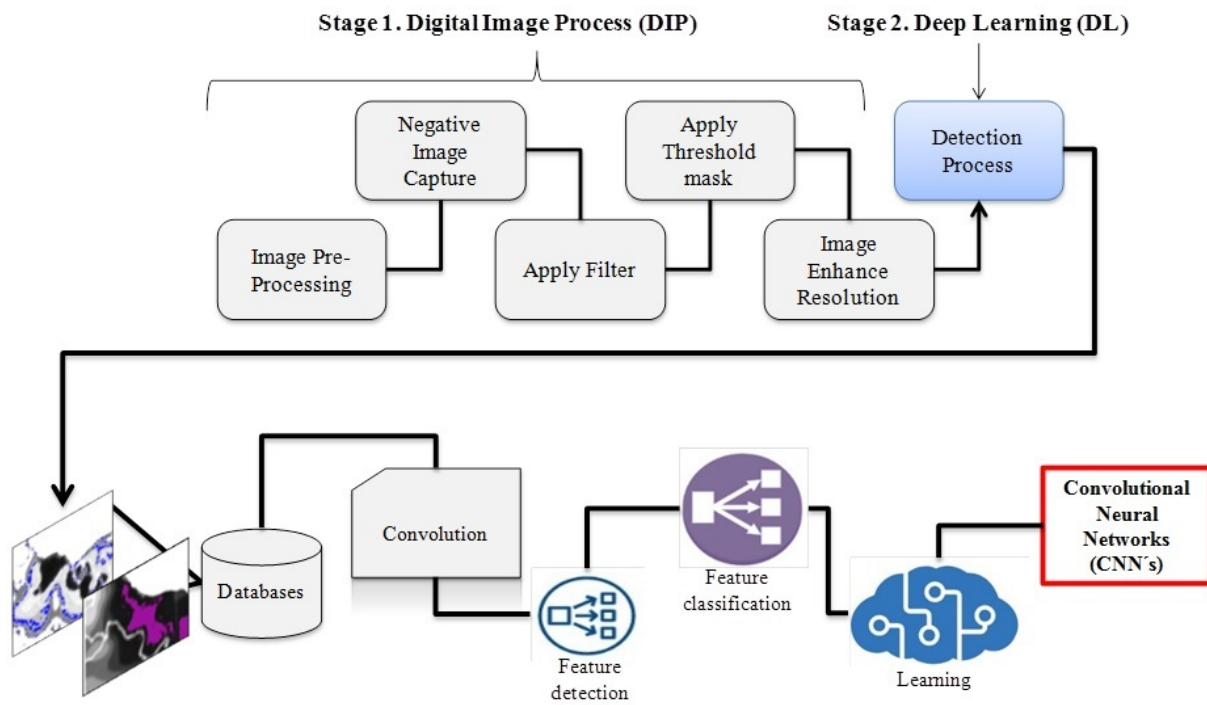 Stage 1. Digital Image Process (DIP)
Stage 2. Deep Learning (DL)
Negative
Image
Capture
Apply
Threshold
mask
Detection
Process
Image Pre-
Processing
Apply Filter
Image
Enhance
Resolution
Databases
Convolution
Feature
detection
Feature
classification
Learning
Convolutional
Neural
Networks
(CNN´s)